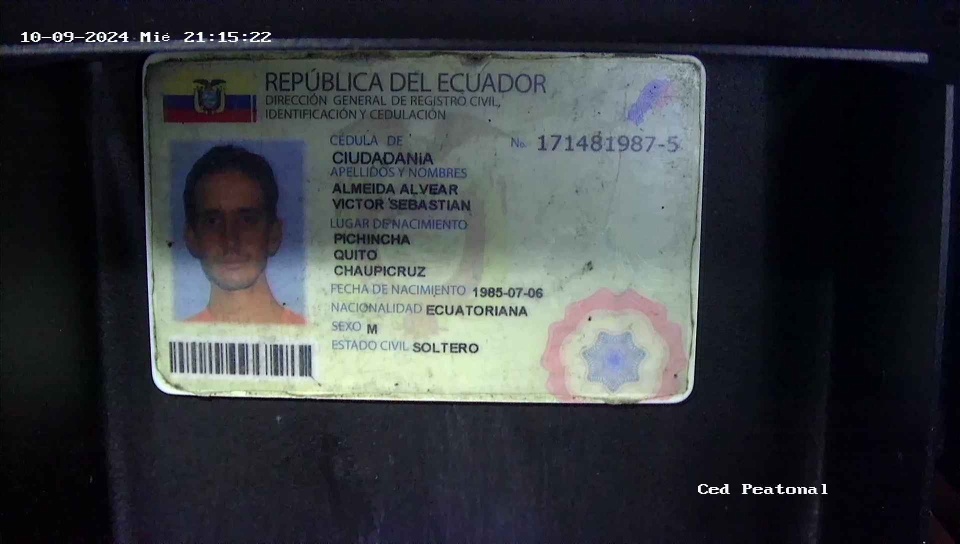 10-09-2024 Mié 21:15:22
REPÚBLICA DEL ECUADOR
DIRECCIÓN GENERAL DE REGISTRO CIVIL,
IDENTIFICACIÓN Y CEDULACIÓN
CÉDULA DE No. 171481987-5
CIUDADANÍA
APELLIDOS Y NOMBRES
ALMEIDA ALVEAR
VICTOR SEBASTIAN
LUGAR DE NACIMIENTO
PICHINCHA
QUITO
CHAUPICRUZ
FECHA DE NACIMIENTO 1985-07-06
NACIONALIDAD ECUATORIANA
SEXO M
ESTADO CIVIL SOLTERO
Ced Peatonal